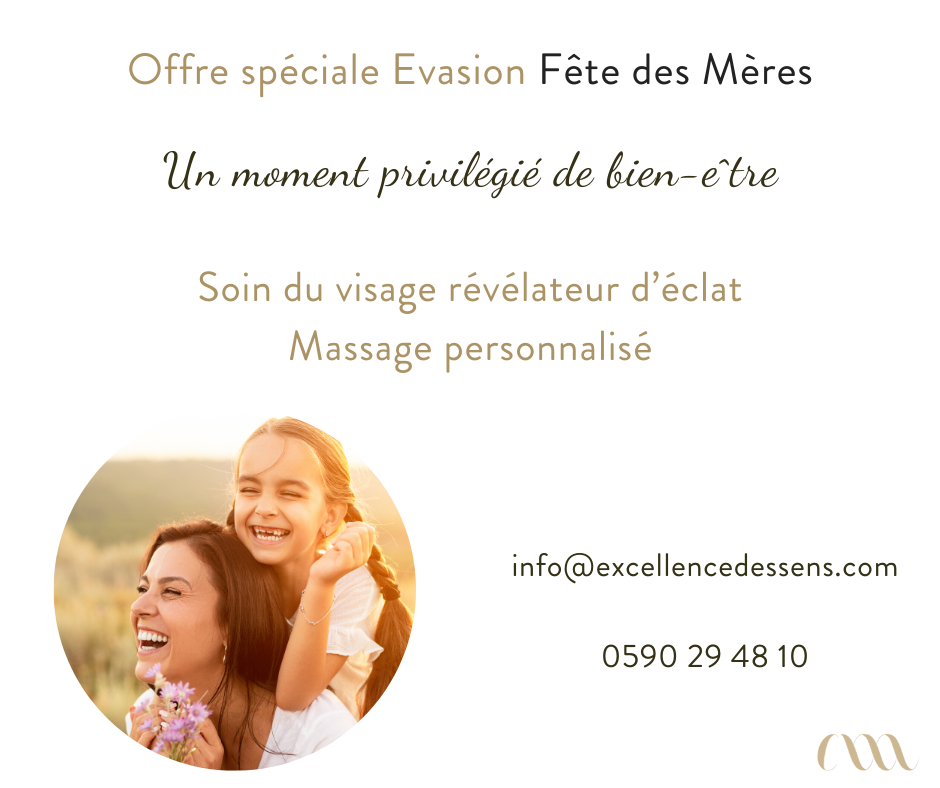 Offre spéciale Evasion Fête des Mères
Un moment privilégié de bien-être
Soin du visage révélateur d’éclat
Massage personnalisé
info@excellencedessens.com
0590 29 48 10